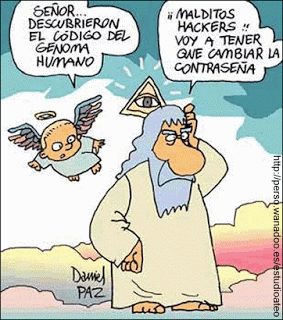 SEÑOR...
DESCUBRIERON
EL CÓDIGO DEL
GENOMA
HUMANO
¡¡ MALDITOS
HACKERS !!
VOY A TENER
QUE CAMBIAR LA
CONTRASEÑA
Daniel
PAZ
http://perso.wanadoo.es/estudioateo